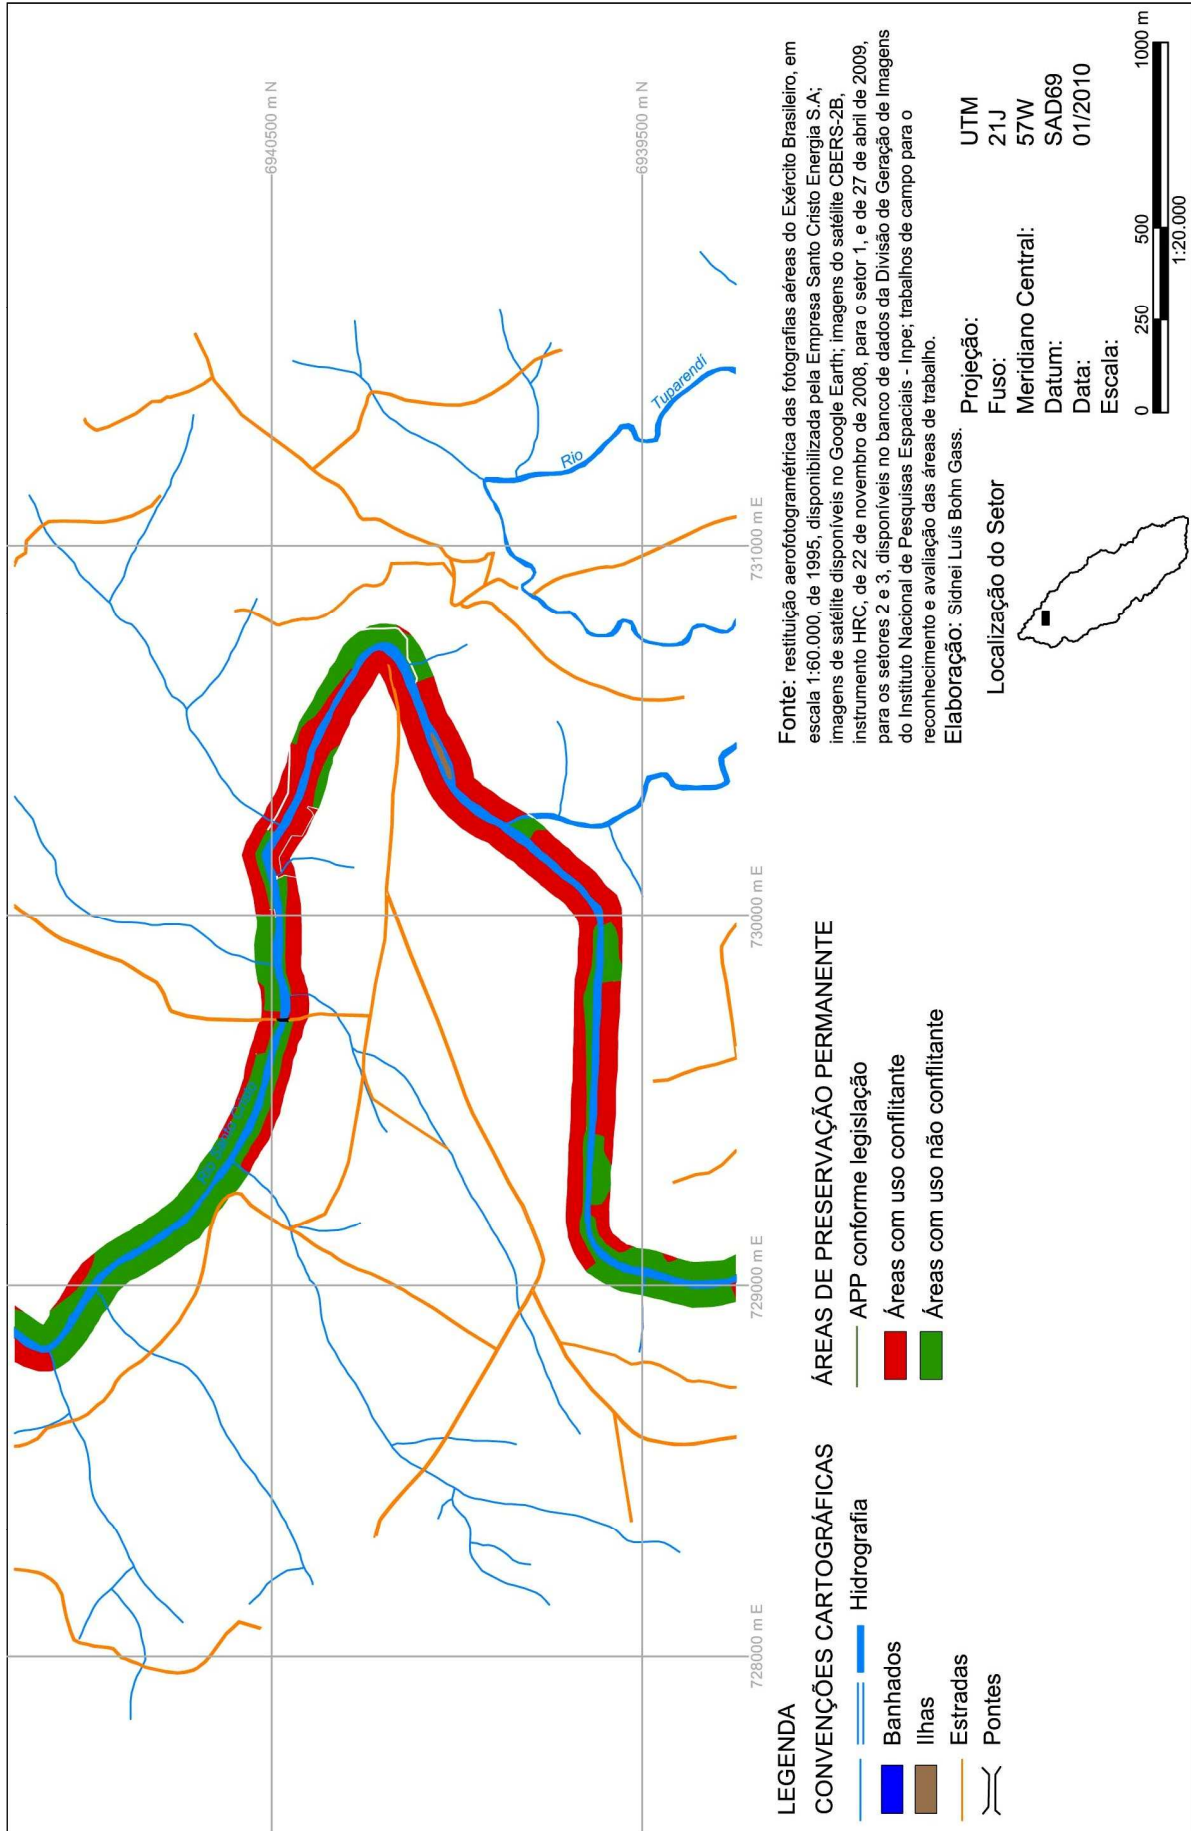 6940500 m N
6939500 m N
728000 m E
729000 m E
730000 m E
731000 m E
Rio
Tuparendi
LEGENDA
CONVENÇÕES CARTOGRÁFICAS
Hidrografia
Banhados
Ilhas
Estradas
Pontes
ÁREAS DE PRESERVAÇÃO PERMANENTE
APP conforme legislação
Áreas com uso conflitante
Áreas com uso não conflitante
Fonte: restituição aerofotogramétrica das fotografias aéreas do Exército Brasileiro, em
escala 1:60.000, de 1995, disponibilizada pela Empresa Santo Cristo Energia S.A;
imagens de satélite disponíveis no Google Earth; imagens do satélite CBERS-2B,
instrumento HRC, de 22 de novembro de 2008, para o setor 1, e de 27 de abril de 2009,
para os setores 2 e 3, disponíveis no banco de dados da Divisão de Geração de Imagens
do Instituto Nacional de Pesquisas Espaciais - Inpe; trabalhos de campo para o
reconhecimento e avaliação das áreas de trabalho.
Elaboração: Sidnei Luís Bohn Gass.
Localização do Setor
Projeção: UTM
Fuso: 21J
Meridiano Central: 57W
Datum: SAD69
Data: 01/2010
Escala:
0 250 500 1000 m
1:20.000